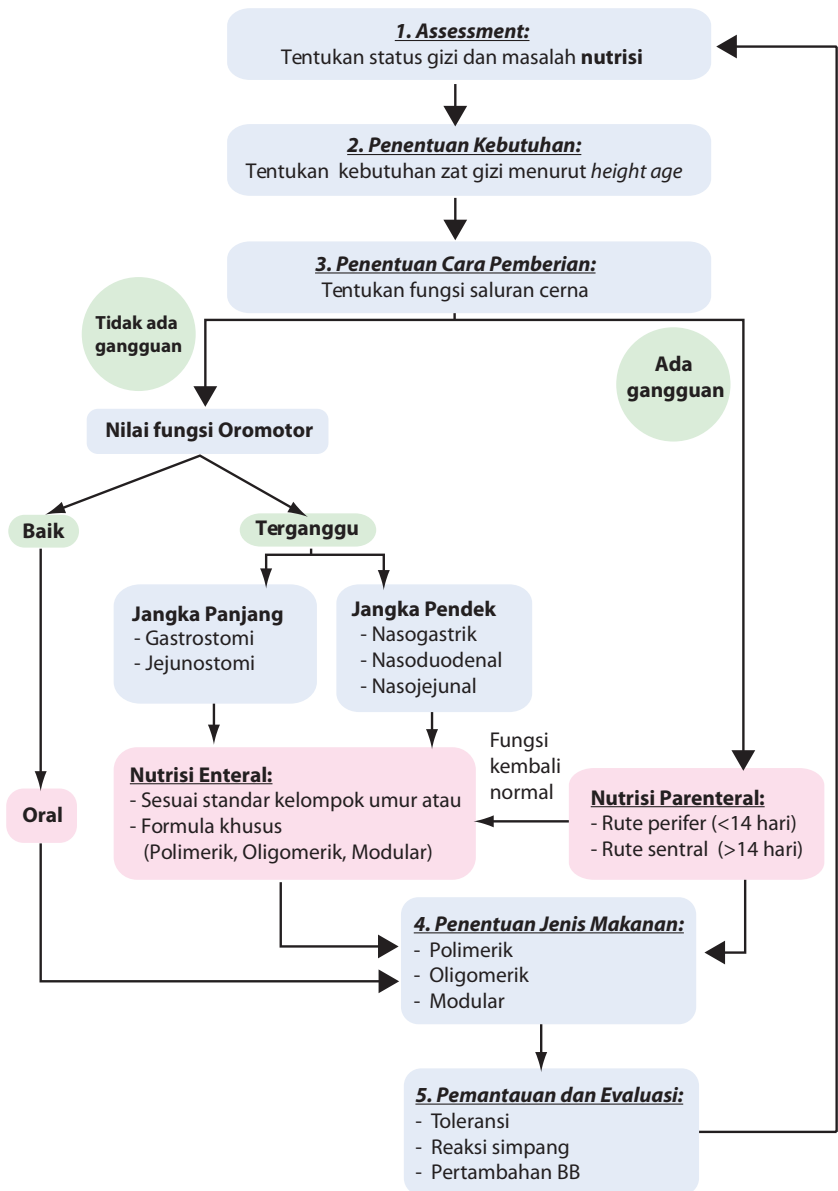 1. Assessment:
Tentukan status gizi dan masalah nutrisi
2. Penentuan Kebutuhan:
Tentukan kebutuhan zat gizi menurut height age
3. Penentuan Cara Pemberian:
Tentukan fungsi saluran cerna
Tidak ada
gangguan
Ada
gangguan
Nilai fungsi Oromotor
Baik
Terganggu
Jangka Panjang
- Gastrostomi
- Jejunostomi
Jangka Pendek
- Nasogastrik
- Nasoduodenal
- Nasojejunal
Fungsi
kembali
normal
Oral
Nutrisi Enteral:
- Sesuai standar kelompok umur atau
- Formula khusus
(Polimerik, Oligomerik, Modular)
Nutrisi Parenteral:
- Rute perifer (<14 hari)
- Rute sentral (>14 hari)
4. Penentuan Jenis Makanan:
- Polimerik
- Oligomerik
- Modular
5. Pemantauan dan Evaluasi:
- Toleransi
- Reaksi simpang
- Pertambahan BB